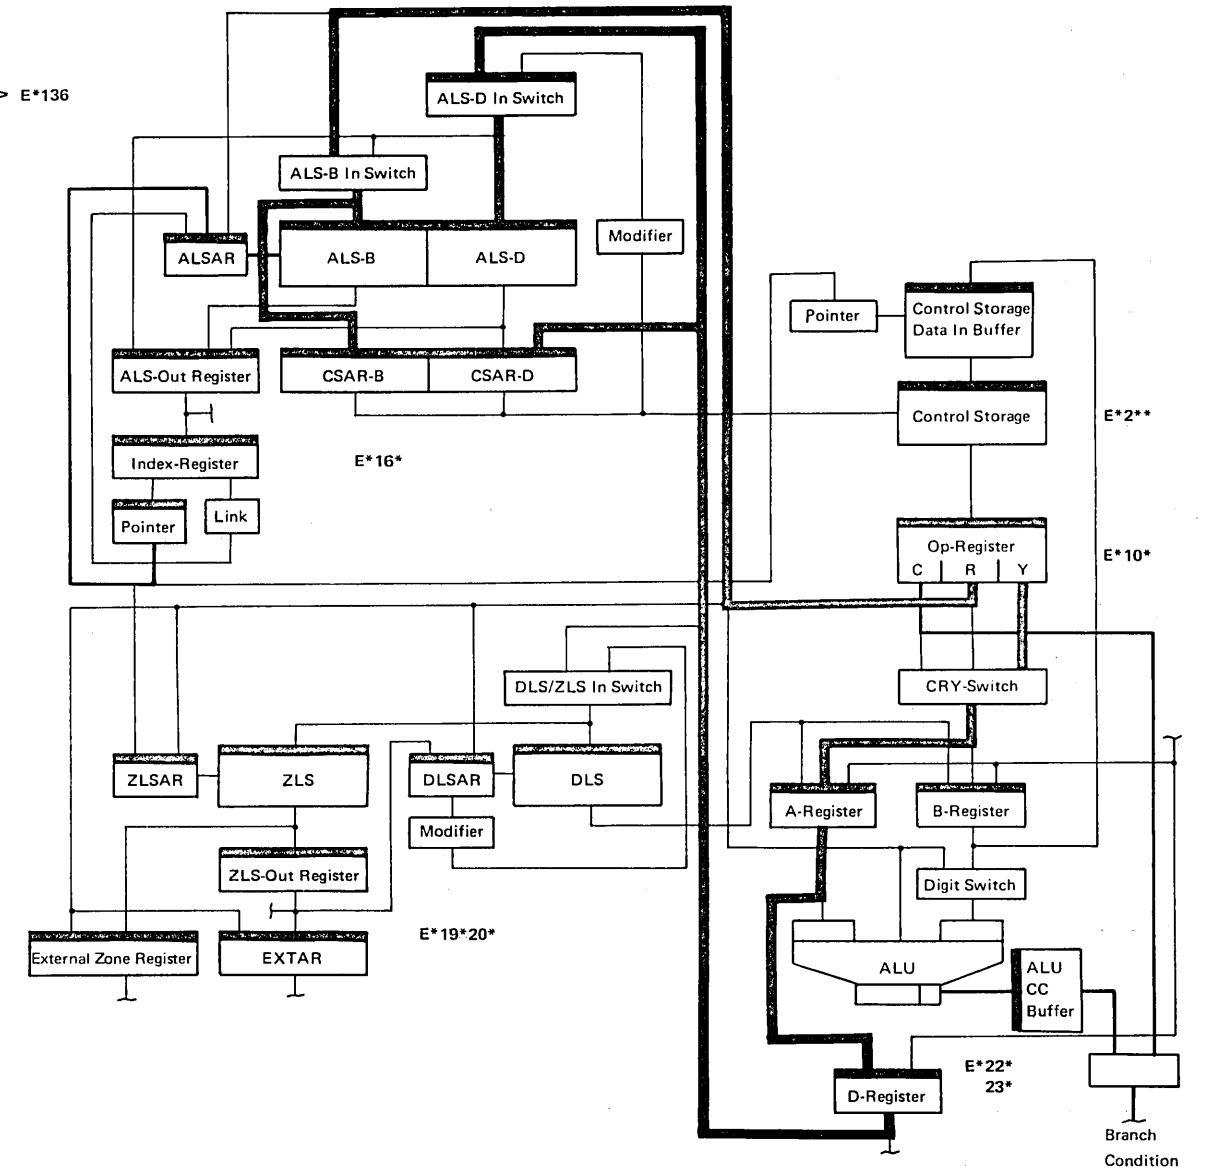 > E*136
ALS-D In Switch
ALS-B In Switch
Modifier
ALSAR
ALS-B
ALS-D
Pointer
Control Storage
Data In Buffer
ALS-Out Register
CSAR-B
CSAR-D
Control Storage
E*2**
Index-Register
E*16*
Pointer
Link
Op-Register
C
R
Y
E*10*
DLS/ZLS In Switch
CRY-Switch
ZLSAR
ZLS
DLSAR
DLS
Modifier
A-Register
B-Register
ZLS-Out Register
Digit Switch
External Zone Register
EXTAR
E*19*20*
ALU
ALU
CC
Buffer
E*22*
23*
D-Register
Branch
Condition